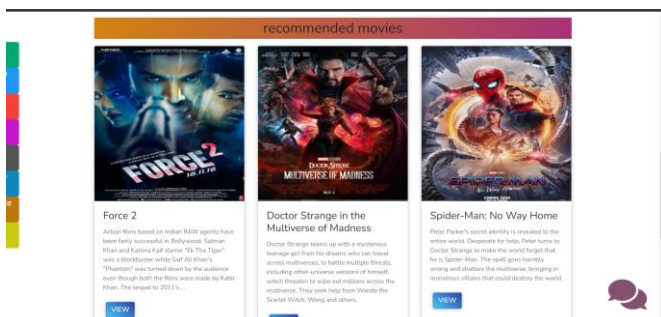 recommended movies
FORCE 2
18.11.16
DOCTOR STRANGE
MULTIVERSE OF MADNESS
SPIDER-MAN
NO WAY HOME
Force 2
Action films based on Indian RAW agents have
been fairly successful in Bollywood. Salman
Khan and Katrina Kaif starrer "Ek Tha Tiger"
was a blockbuster while Saif Ali Khan's
"Phantom" was turned down by the audience
even though both the films were made by Kabir
Khan. The sequel to 2011's ...
VIEW
Doctor Strange in the
Multiverse of Madness
Doctor Strange teams up with a mysterious
teenage girl from his dreams who can travel
across multiverses, to battle multiple threats,
including other-universe versions of himself,
which threaten to wipe out millions across the
multiverse. They seek help from Wanda the
Scarlet Witch, Wong and others.
Spider-Man: No Way Home
Peter Parker's secret identity is revealed to the
entire world. Desperate for help, Peter turns to
Doctor Strange to make the world forget that
he is Spider-Man. The spell goes horribly
wrong and shatters the multiverse, bringing in
monstrous villains that could destroy the world.
VIEW